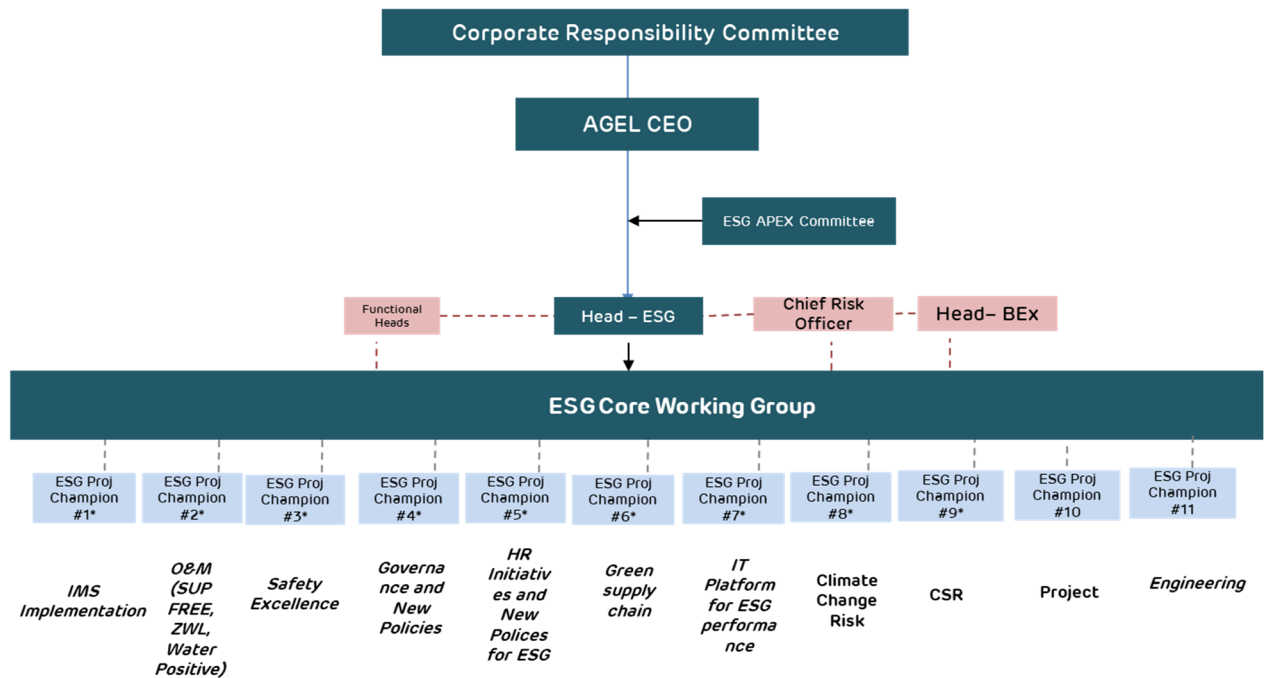 Corporate Responsibility Committee
AGEL CEO
ESG APEX Committee
Functional
Heads
Head – ESG
Chief Risk
Officer
Head– BEx
ESG Core Working Group
ESG Proj
Champion
#1*
ESG Proj
Champion
#2*
ESG Proj
Champion
#3*
ESG Proj
Champion
#4*
ESG Proj
Champion
#5*
ESG Proj
Champion
#6*
ESG Proj
Champion
#7*
ESG Proj
Champion
#8*
ESG Proj
Champion
#9*
ESG Proj
Champion
#10
ESG Proj
Champion
#11
IMS
Implementation
O&M
(SUP
FREE,
ZWL,
Water
Positive)
Safety
Excellence
Governa
nce and
New
Policies
HR
Initiativ
es and
New
Polices
for ESG
Green
supply
chain
IT
Platform
for ESG
performa
nce
Climate
Change
Risk
CSR
Project
Engineering